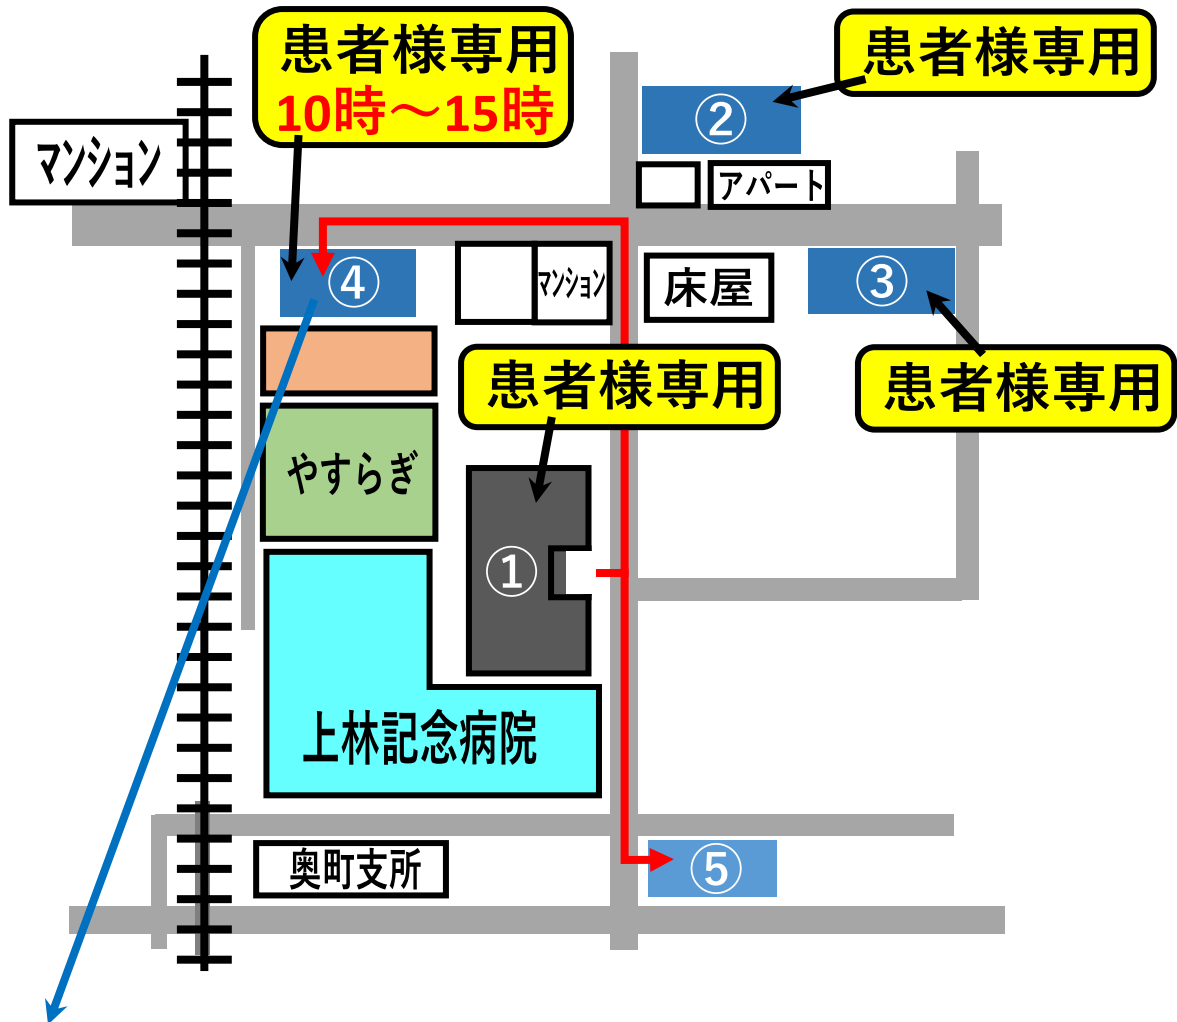 患者様専用
10時～15時
患者様専用
②
マンション
アパート
④
マンション
床屋
③
患者様専用
患者様専用
やすらぎ
①
上林記念病院
奥町支所
⑤